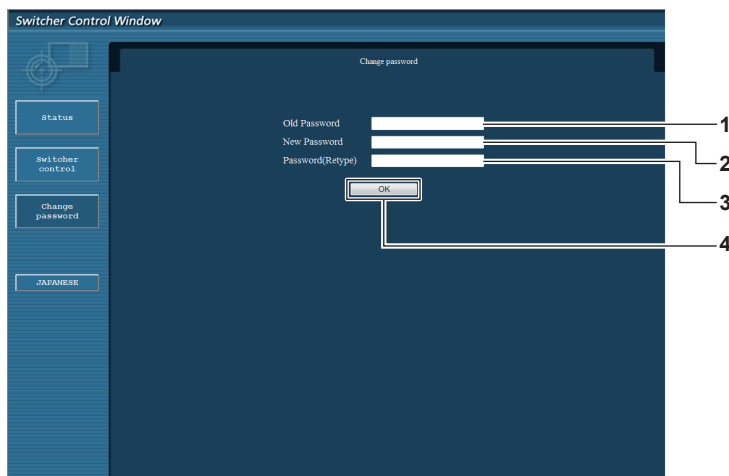 Switcher Control Window
Change password
Status
Switcher
control
Change
password
JAPANESE
Old Password
New Password
Password(Retype)
OK
1
2
3
4